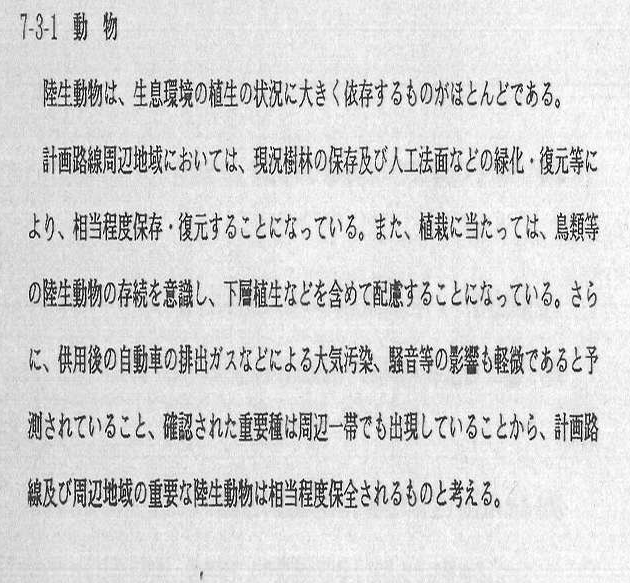 7-3-1 動 物
陸生動物は、生息環境の植生の状況に大きく依存するものがほとんどである。
計画路線周辺地域においては、現況樹林の保存及び人工法面などの緑化・復元等に
より、相当程度保存・復元することになっている。また、植栽に当たっては、鳥類等
の陸生動物の存続を意識し、下層植生などを含めて配慮することになっている。さら
に、供用後の自動車の排出ガスなどによる大気汚染、騒音等の影響も軽微であると予
測されていること、確認された重要種は周辺一帯でも出現していることから、計画路
線及び周辺地域の重要な陸生動物は相当程度保全されるものと考える。